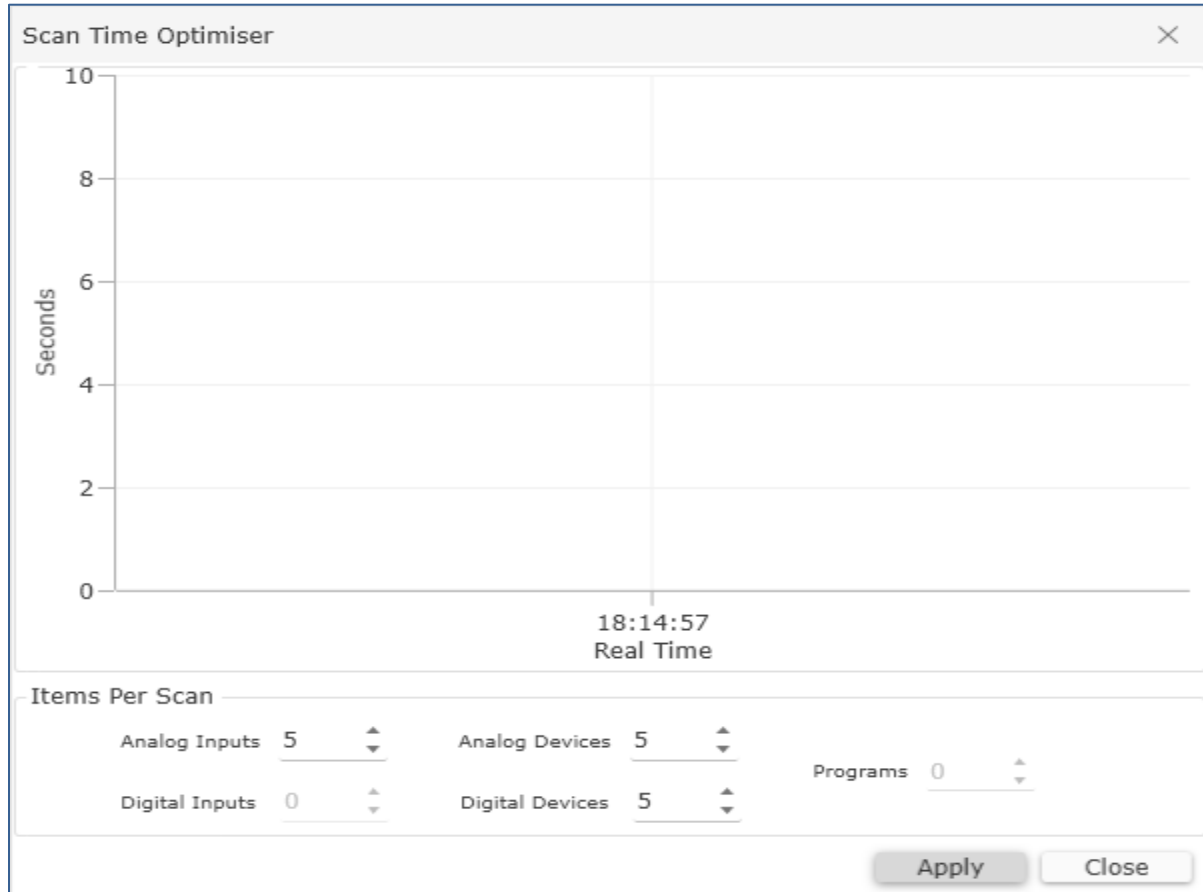 Scan Time Optimiser
10
8
6
4
2
0
Seconds
18:14:57
Real Time
Items Per Scan
Analog Inputs 5
Analog Devices 5
Programs 0
Digital Inputs 0
Digital Devices 5
Apply
Close